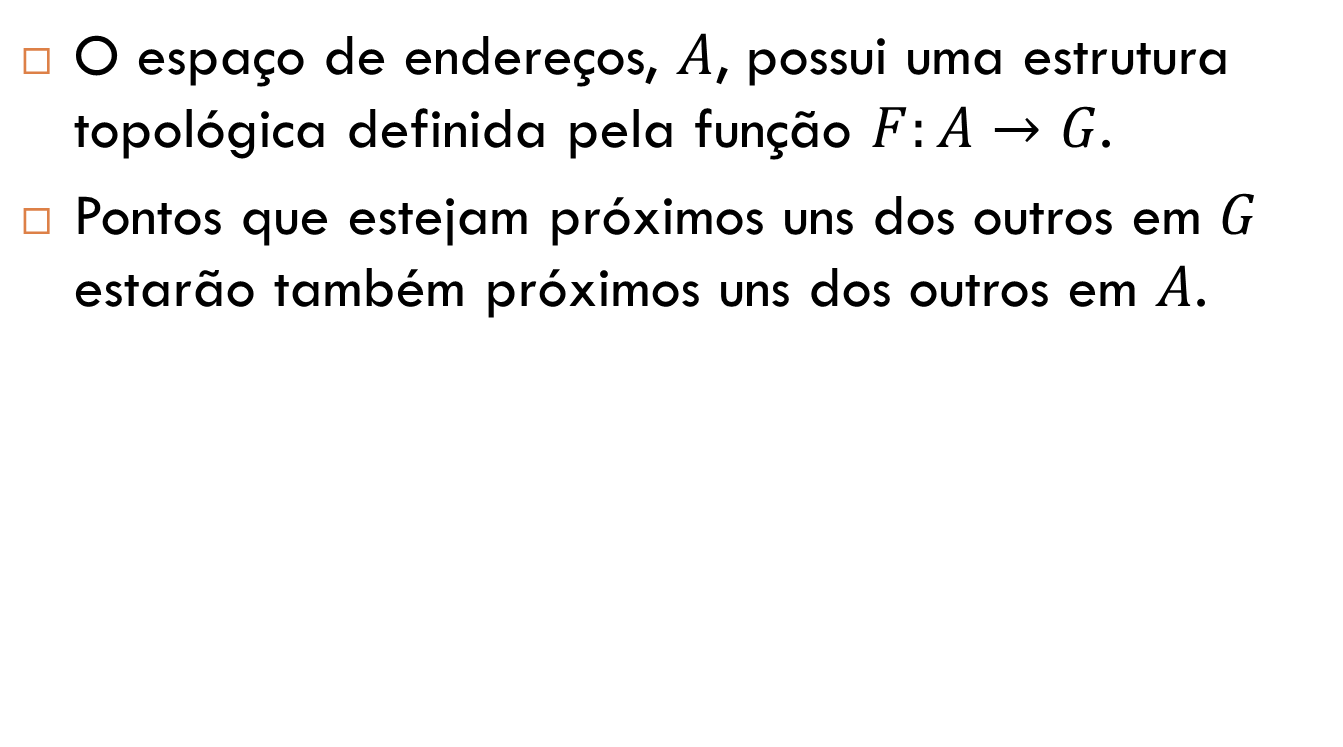 O espaço de endereços, A, possui uma estrutura
topológica definida pela função F: A → G.
Pontos que estejam próximos uns dos outros em G
estarão também próximos uns dos outros em A.